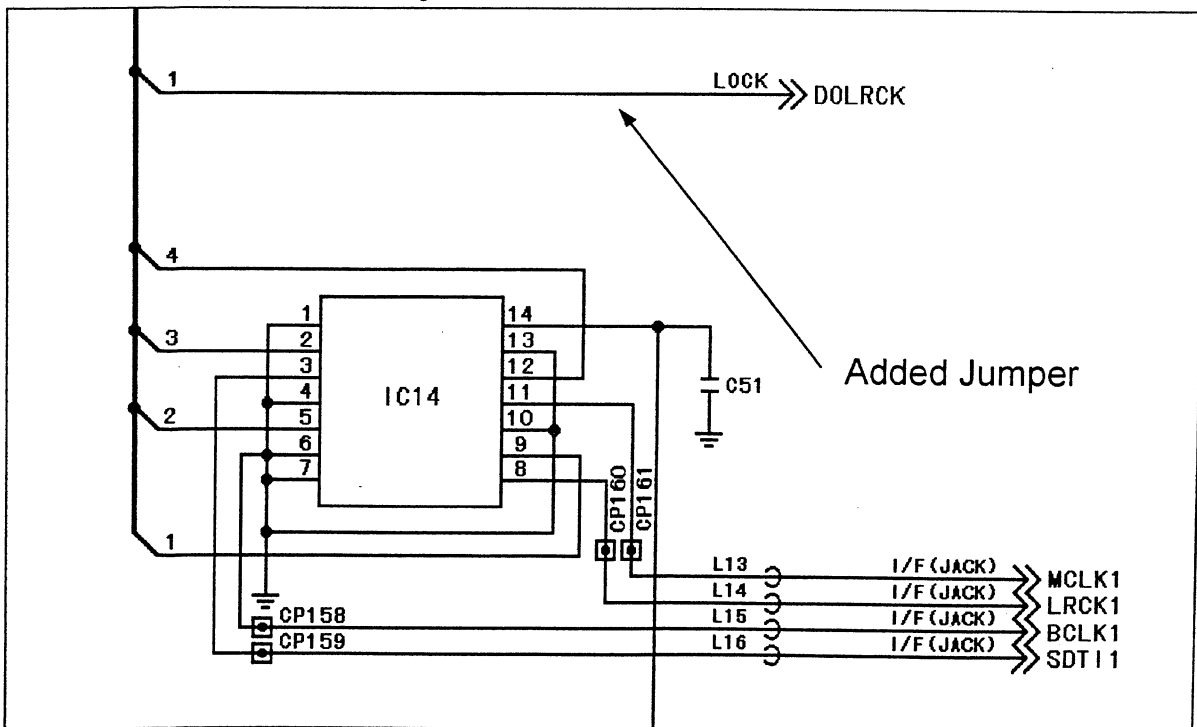 1
LOCK
DOLRCK
4
3
2
1
Added Jumper
IC14
1
2
3
4
5
6
7
14
13
12
11
10
9
8
C51
CP160
CP161
CP158
CP159
L13 I/F(JACK) MCLK1
L14 I/F(JACK) LRCK1
L15 I/F(JACK) BCLK1
L16 I/F(JACK) SDTI1